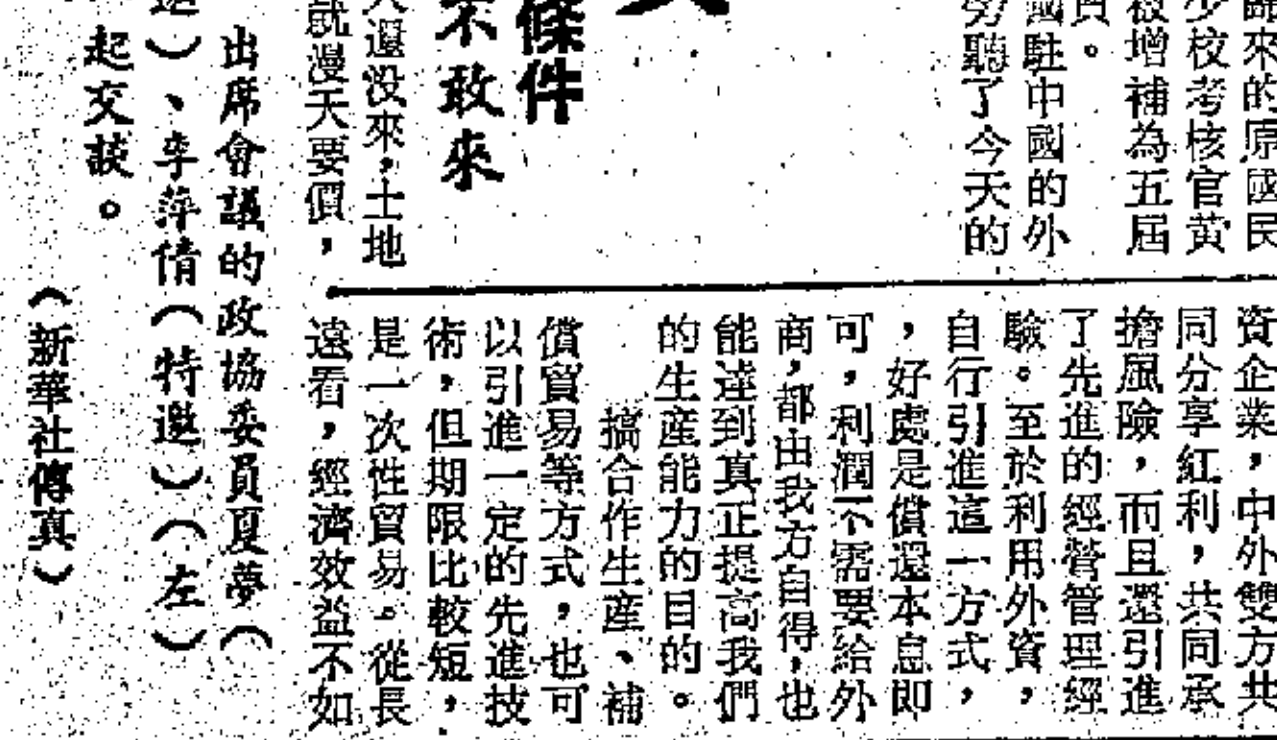 歸來的原國民
少校考核官黃
被增補為五屆
員。
國駐中國的外
旁聽了今天的
條件
不敢來
人還没來，土地
就漫天要價，
資企業，中外雙方共
同分享紅利，共同承
擔風險，而且還引進
了先進的經營管理經
驗。至於利用外資，
自行引進這一方式，
，好處是償還本息即
可，利潤不需要給外
商，都由我方自得，也
能達到真正提高我們
的生産能力的目的。
搞合作生産、補
償貿易等方式，也可
以引進一定的先進技
術，但期限比較短，
是一次性貿易。從長
遠看，經濟效益不如
出席會議的政協委員夏夢（
）、李萍倩（特邀）（左）
起交談。
（新華社傳真）